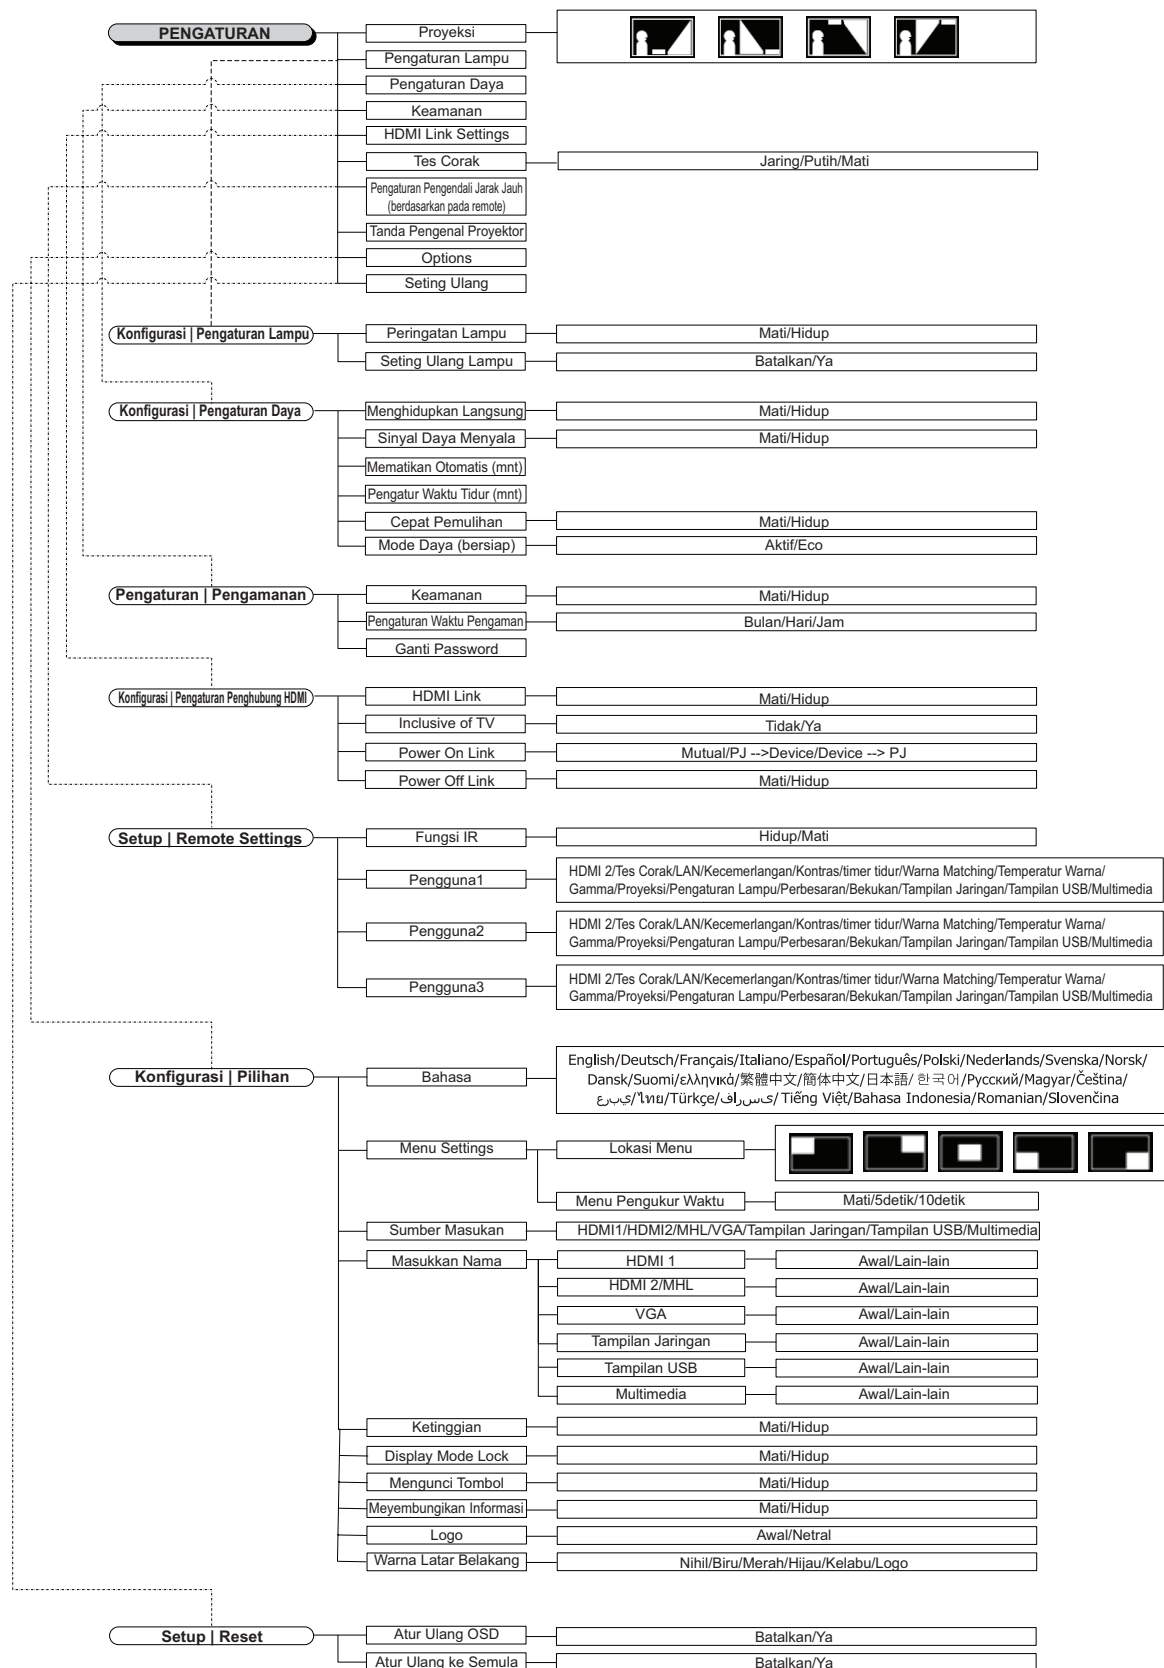 PENGATURAN
Proyeksi
Pengaturan Lampu
Pengaturan Daya
Keamanan
HDMI Link Settings
Tes Corak
Jaring/Putih/Mati
Pengaturan Pengendali Jarak Jauh
(berdasarkan pada remote)
Tanda Pengenal Proyektor
Options
Seting Ulang
Konfigurasi | Pengaturan Lampu
Peringatan Lampu
Mati/Hidup
Seting Ulang Lampu
Batalkan/Ya
Konfigurasi | Pengaturan Daya
Menghidupkan Langsung
Mati/Hidup
Sinyal Daya Menyala
Mati/Hidup
Mematikan Otomatis (mnt)
Pengatur Waktu Tidur (mnt)
Cepat Pemulihan
Mati/Hidup
Mode Daya (bersiap)
Aktif/Eco
Pengaturan | Pengamanan
Keamanan
Mati/Hidup
Pengaturan Waktu Pengaman
Bulan/Hari/Jam
Ganti Password
Konfigurasi | Pengaturan Penghubung HDMI
HDMI Link
Mati/Hidup
Inclusive of TV
Tidak/Ya
Power On Link
Mutual/PJ -->Device/Device --> PJ
Power Off Link
Mati/Hidup
Setup | Remote Settings
Fungsi IR
Hidup/Mati
Pengguna1
HDMI 2/Tes Corak/LAN/Kecemerlangan/Kontras/timer tidur/Warna Matching/Temperatur Warna/
Gamma/Proyeksi/Pengaturan Lampu/Perbesaran/Bekukan/Tampilan Jaringan/Tampilan USB/Multimedia
Pengguna2
HDMI 2/Tes Corak/LAN/Kecemerlangan/Kontras/timer tidur/Warna Matching/Temperatur Warna/
Gamma/Proyeksi/Pengaturan Lampu/Perbesaran/Bekukan/Tampilan Jaringan/Tampilan USB/Multimedia
Pengguna3
HDMI 2/Tes Corak/LAN/Kecemerlangan/Kontras/timer tidur/Warna Matching/Temperatur Warna/
Gamma/Proyeksi/Pengaturan Lampu/Perbesaran/Bekukan/Tampilan Jaringan/Tampilan USB/Multimedia
Konfigurasi | Pilihan
Bahasa
English/Deutsch/Français/Italiano/Español/Português/Polski/Nederlands/Svenska/Norsk/
Dansk/Suomi/ελληνικά/繁體中文/簡体中文/日本語/한국어/Русский/Magyar/Čeština/
ي‌ب‌ر‌ع/ไทย/Türkçe/ی‌س‌ر‌ا‌ف/Tiếng Việt/Bahasa Indonesia/Romanian/Slovenčina
Menu Settings
Lokasi Menu
Menu Pengukur Waktu
Mati/5detik/10detik
Sumber Masukan
HDMI1/HDMI2/MHL/VGA/Tampilan Jaringan/Tampilan USB/Multimedia
Masukkan Nama
HDMI 1
Awal/Lain-lain
HDMI 2/MHL
Awal/Lain-lain
VGA
Awal/Lain-lain
Tampilan Jaringan
Awal/Lain-lain
Tampilan USB
Awal/Lain-lain
Multimedia
Awal/Lain-lain
Ketinggian
Mati/Hidup
Display Mode Lock
Mati/Hidup
Mengunci Tombol
Mati/Hidup
Meyembungikan Informasi
Mati/Hidup
Logo
Awal/Netral
Warna Latar Belakang
Nihil/Biru/Merah/Hijau/Kelabu/Logo
Setup | Reset
Atur Ulang OSD
Batalkan/Ya
Atur Ulang ke Semula
Batalkan/Ya